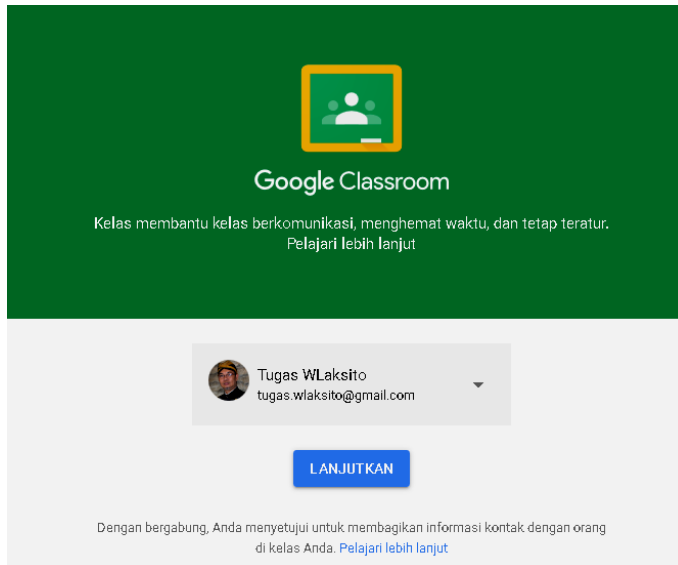 Google Classroom
Kelas membantu kelas berkomunikasi, menghemat waktu, dan tetap teratur.
Pelajari lebih lanjut
Tugas WLaksito
tugas.wlaksito@gmail.com
LANJUTKAN
Dengan bergabung, Anda menyetujui untuk membagikan informasi kontak dengan orang
di kelas Anda. Pelajari lebih lanjut